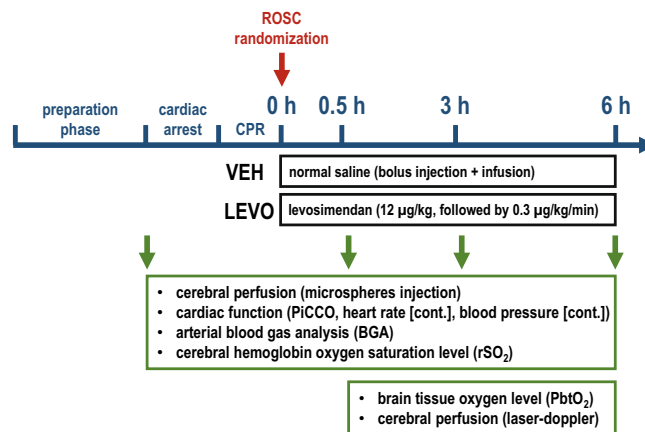 ROSC
randomization
preparation
phase
cardiac
arrest
CPR
0 h
0.5 h
3 h
6 h
VEH
normal saline (bolus injection + infusion)
LEVO
levosimendan (12 µg/kg, followed by 0.3 µg/kg/min)
• cerebral perfusion (microspheres injection)
• cardiac function (PiCCO, heart rate [cont.], blood pressure [cont.])
• arterial blood gas analysis (BGA)
• cerebral hemoglobin oxygen saturation level (rSO₂)
• brain tissue oxygen level (PbtO₂)
• cerebral perfusion (laser-doppler)